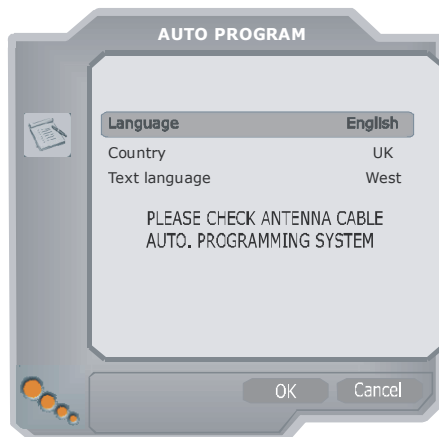 AUTO PROGRAM
Language English
Country UK
Text language West
PLEASE CHECK ANTENNA CABLE
AUTO. PROGRAMMING SYSTEM
OK Cancel